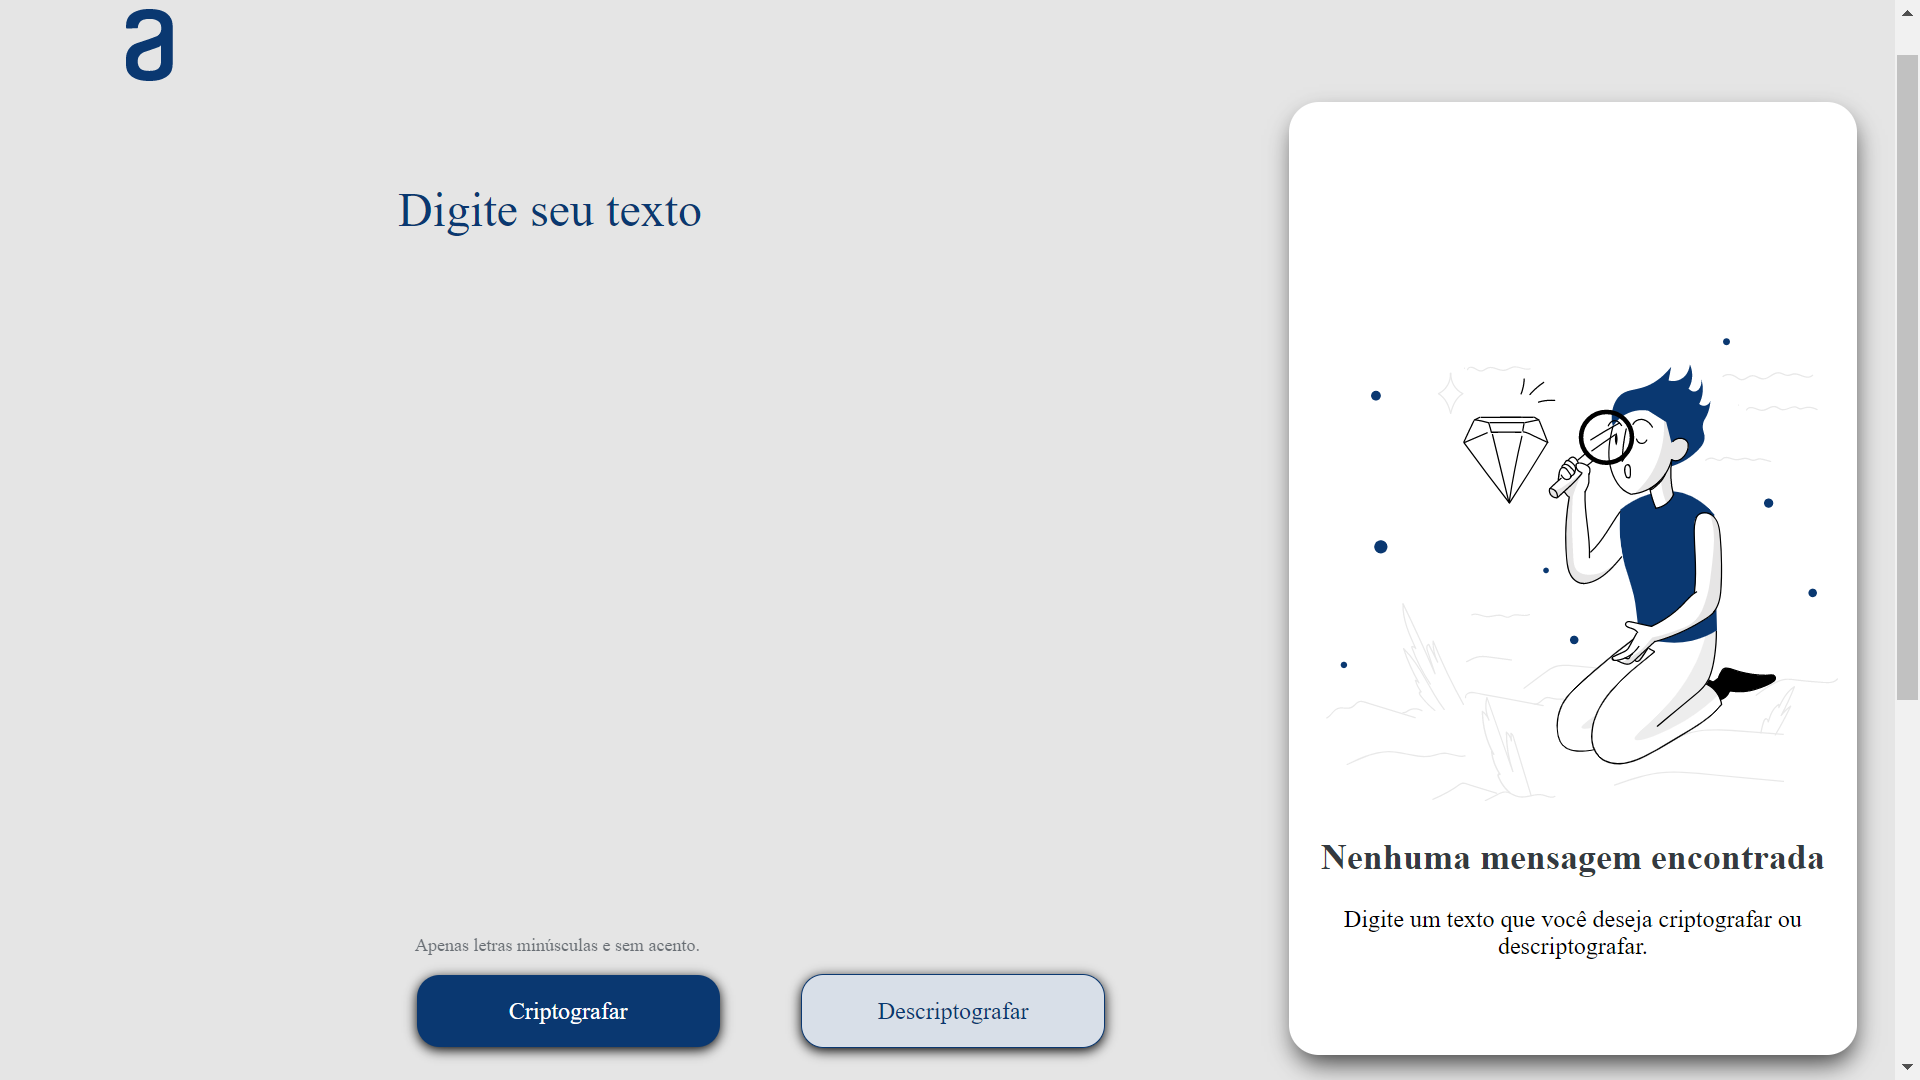 a
Digite seu texto
Apenas letras minúsculas e sem acento.
Criptografar
Descriptografar
Nenhuma mensagem encontrada
Digite um texto que você deseja criptografar ou
descriptografar.